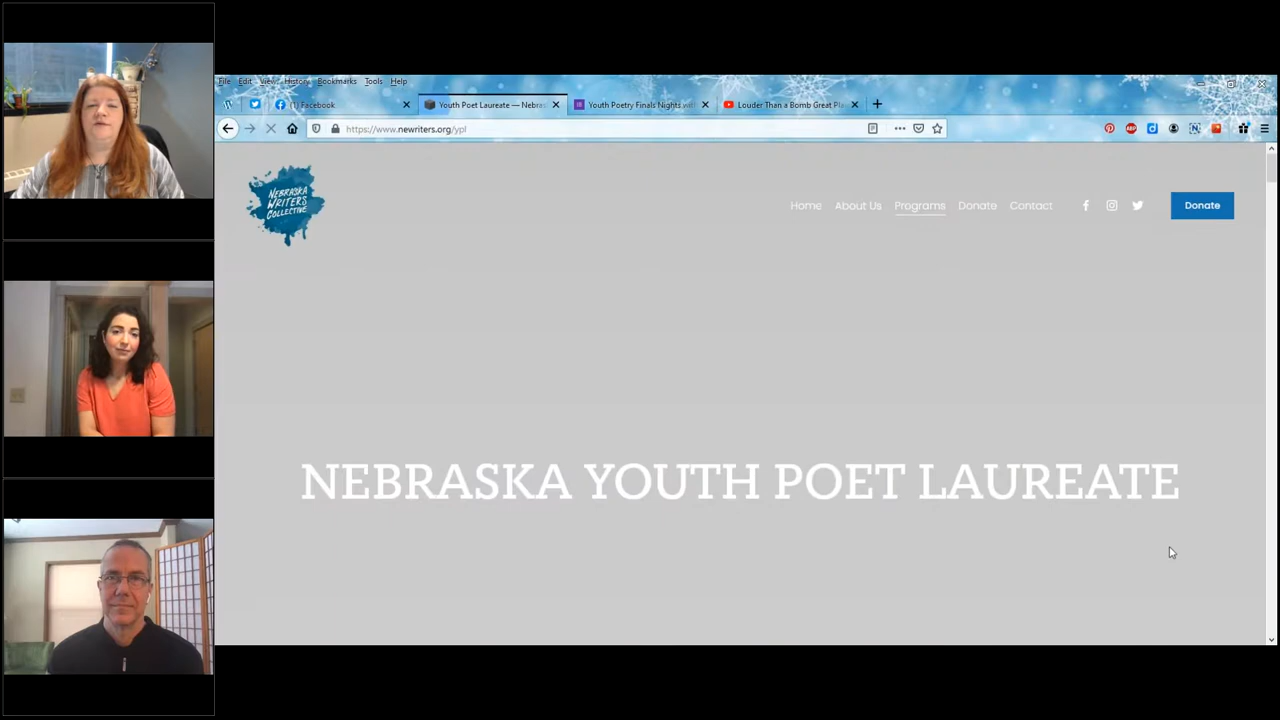 File Edit View History Bookmarks Tools Help
(1) Facebook
Youth Poet Laureate — Nebras
Youth Poetry Finals Nights with
Louder Than a Bomb Great Pla
https://www.newriters.org/ypl
NEBRASKA
WRITERS
COLLECTIVE
Home About Us Programs Donate Contact Donate
NEBRASKA YOUTH POET LAUREATE